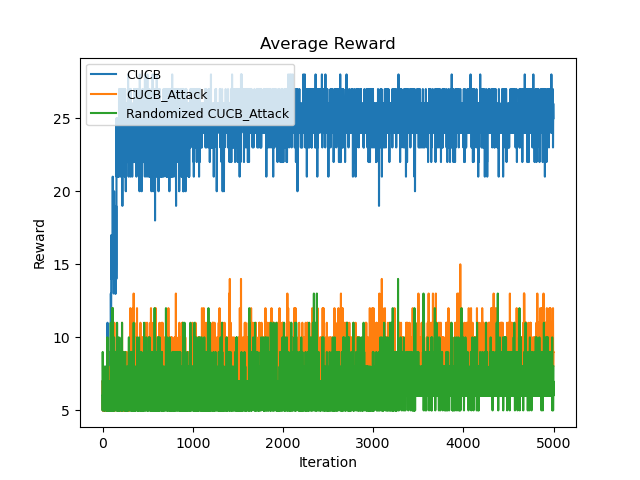 Average Reward
CUCB
CUCB_Attack
Randomized CUCB_Attack
25
20
15
10
5
Reward
0
1000
2000
3000
4000
5000
Iteration